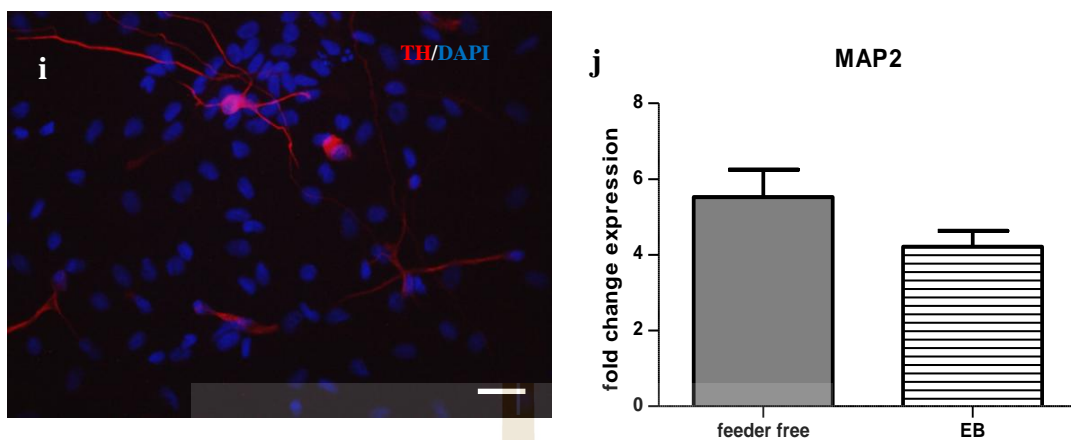 i
TH/DAPI
j
MAP2
fold change expression
8
6
4
2
0
feeder free
EB